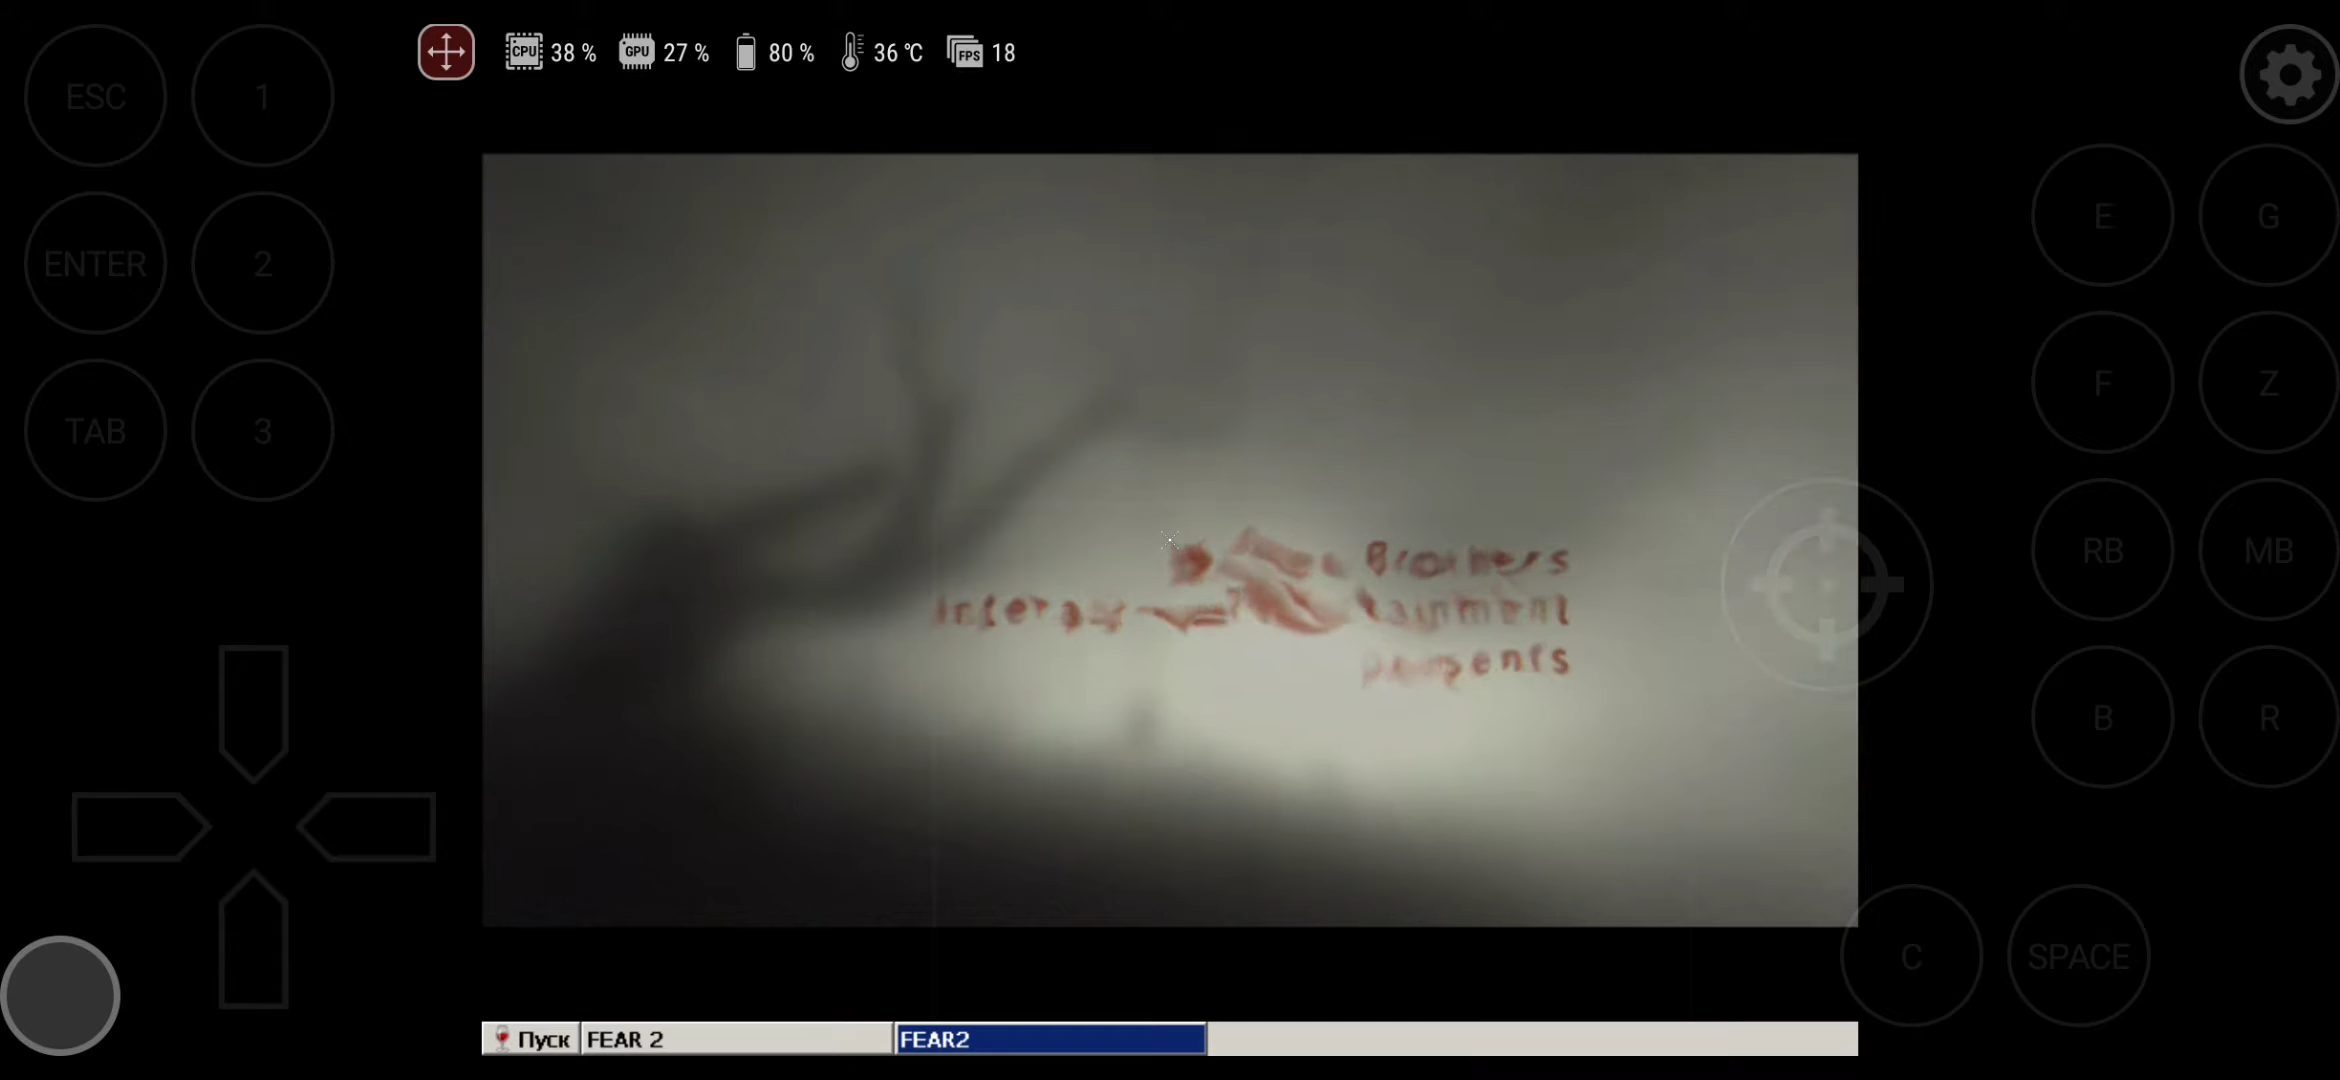 CPU 38 % GPU 27 % 80 % 36 °C FPS 18
ESC 1
E G
ENTER 2
F Z
TAB 3
Brothers
RB MB
B R
C SPACE
Пуск FEAR 2 FEAR2